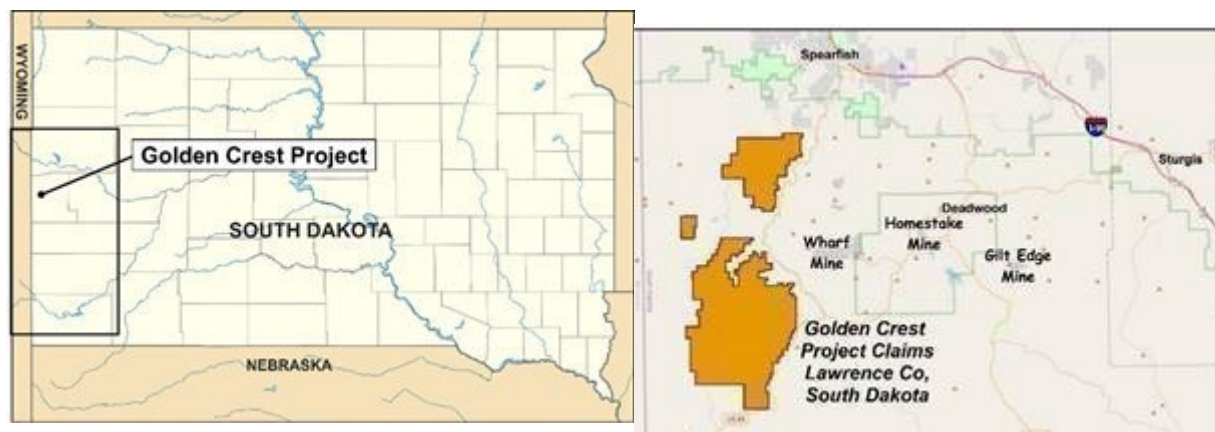 WYOMING
Golden Crest Project
SOUTH DAKOTA
NEBRASKA
Spearfish
Sturgis
Deadwood
Homestake
Mine
Wharf
Mine
Gilt Edge
Mine
Golden Crest
Project Claims
Lawrence Co,
South Dakota